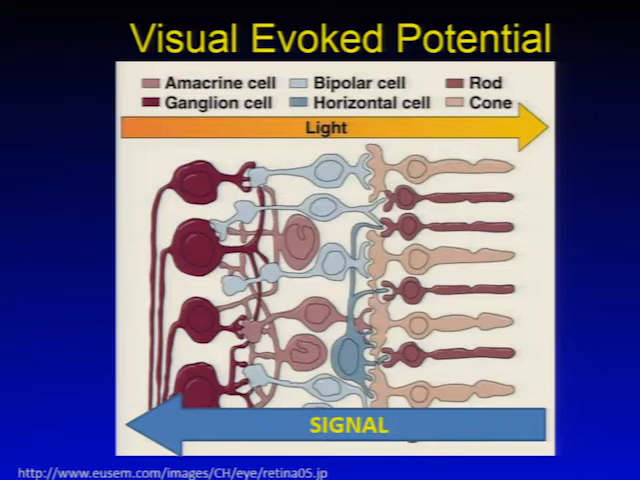 Visual Evoked Potential
Amacrine cell Bipolar cell Rod
Ganglion cell Horizontal cell Cone
Light
SIGNAL
http://www.eusem.com/images/CH/eye/retina05.jp